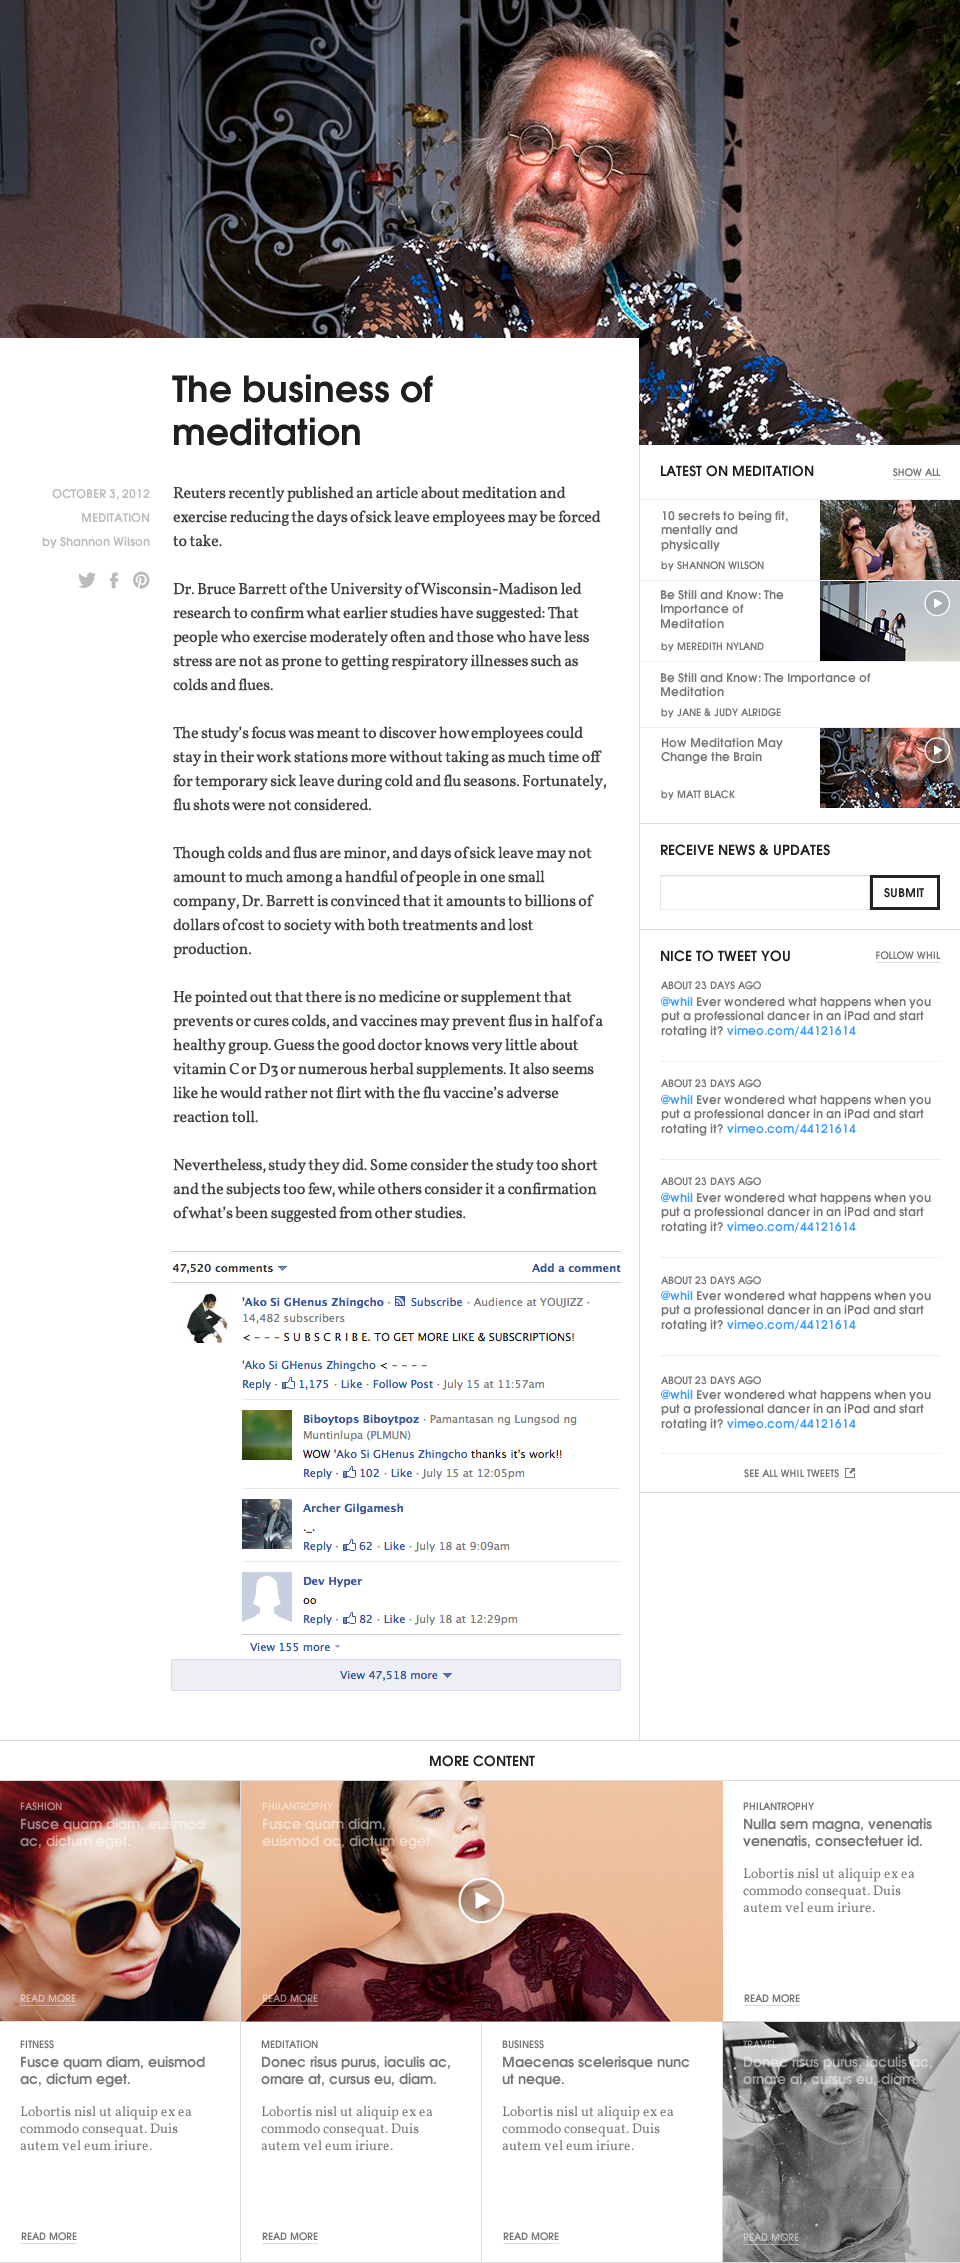 The business of
meditation
OCTOBER 3, 2012
MEDITATION
by Shannon Wilson
Reuters recently published an article about meditation and
exercise reducing the days of sick leave employees may be forced
to take.
Dr. Bruce Barrett of the University of Wisconsin-Madison led
research to confirm what earlier studies have suggested: That
people who exercise moderately often and those who have less
stress are not as prone to getting respiratory illnesses such as
colds and flues.
The study's focus was meant to discover how employees could
stay in their work stations more without taking as much time off
for temporary sick leave during cold and flu seasons. Fortunately,
flu shots were not considered.
Though colds and flus are minor, and days of sick leave may not
amount to much among a handful of people in one small
company, Dr. Barrett is convinced that it amounts to billions of
dollars of cost to society with both treatments and lost
production.
He pointed out that there is no medicine or supplement that
prevents or cures colds, and vaccines may prevent flus in half of a
healthy group. Guess the good doctor knows very little about
vitamin C or D3 or numerous herbal supplements. It also seems
like he would rather not flirt with the flu vaccine's adverse
reaction toll.
Nevertheless, study they did. Some consider the study too short
and the subjects too few, while others consider it a confirmation
of what's been suggested from other studies.
47,520 comments
Add a comment
'Ako Si GHenus Zhingcho · Subscribe · Audience at YOUJIZZ ·
14,482 subscribers
< – – – S U B S C R I B E. TO GET MORE LIKE & SUBSCRIPTIONS!
'Ako Si GHenus Zhingcho < – – – –
Reply · 1,175 · Like · Follow Post · July 15 at 11:57am
Biboytops Biboytpoz · Pamantasan ng Lungsod ng
Muntinlupa (PLMUN)
WOW 'Ako Si GHenus Zhingcho thanks it's work!!
Reply · 102 · Like · July 15 at 12:05pm
Archer Gilgamesh
._.
Reply · 62 · Like · July 18 at 9:09am
Dev Hyper
oo
Reply · 82 · Like · July 18 at 12:29pm
View 155 more
View 47,518 more
LATEST ON MEDITATION
SHOW ALL
10 secrets to being fit,
mentally and
physically
by SHANNON WILSON
Be Still and Know: The
Importance of
Meditation
by MEREDITH NYLAND
Be Still and Know: The Importance of
Meditation
by JANE & JUDY ALRIDGE
How Meditation May
Change the Brain
by MATT BLACK
RECEIVE NEWS & UPDATES
SUBMIT
NICE TO TWEET YOU
FOLLOW WHIL
ABOUT 23 DAYS AGO
@whil Ever wondered what happens when you
put a professional dancer in an iPad and start
rotating it? vimeo.com/44121614
ABOUT 23 DAYS AGO
@whil Ever wondered what happens when you
put a professional dancer in an iPad and start
rotating it? vimeo.com/44121614
ABOUT 23 DAYS AGO
@whil Ever wondered what happens when you
put a professional dancer in an iPad and start
rotating it? vimeo.com/44121614
ABOUT 23 DAYS AGO
@whil Ever wondered what happens when you
put a professional dancer in an iPad and start
rotating it? vimeo.com/44121614
ABOUT 23 DAYS AGO
@whil Ever wondered what happens when you
put a professional dancer in an iPad and start
rotating it? vimeo.com/44121614
SEE ALL WHIL TWEETS
MORE CONTENT
FASHION
Fusce quam diam, euismod
ac, dictum eget.
READ MORE
PHILANTROPHY
Fusce quam diam,
euismod ac, dictum eget.
READ MORE
PHILANTROPHY
Nulla sem magna, venenatis
venenatis, consectetuer id.
Lobortis nisl ut aliquip ex ea
commodo consequat. Duis
autem vel eum iriure.
READ MORE
FITNESS
Fusce quam diam, euismod
ac, dictum eget.
Lobortis nisl ut aliquip ex ea
commodo consequat. Duis
autem vel eum iriure.
READ MORE
MEDITATION
Donec risus purus, iaculis ac,
ornare at, cursus eu, diam.
Lobortis nisl ut aliquip ex ea
commodo consequat. Duis
autem vel eum iriure.
READ MORE
BUSINESS
Maecenas scelerisque nunc
ut neque.
Lobortis nisl ut aliquip ex ea
commodo consequat. Duis
autem vel eum iriure.
READ MORE
TRAVEL
Donec risus purus, iaculis ac,
ornare at, cursus eu, diam.
READ MORE